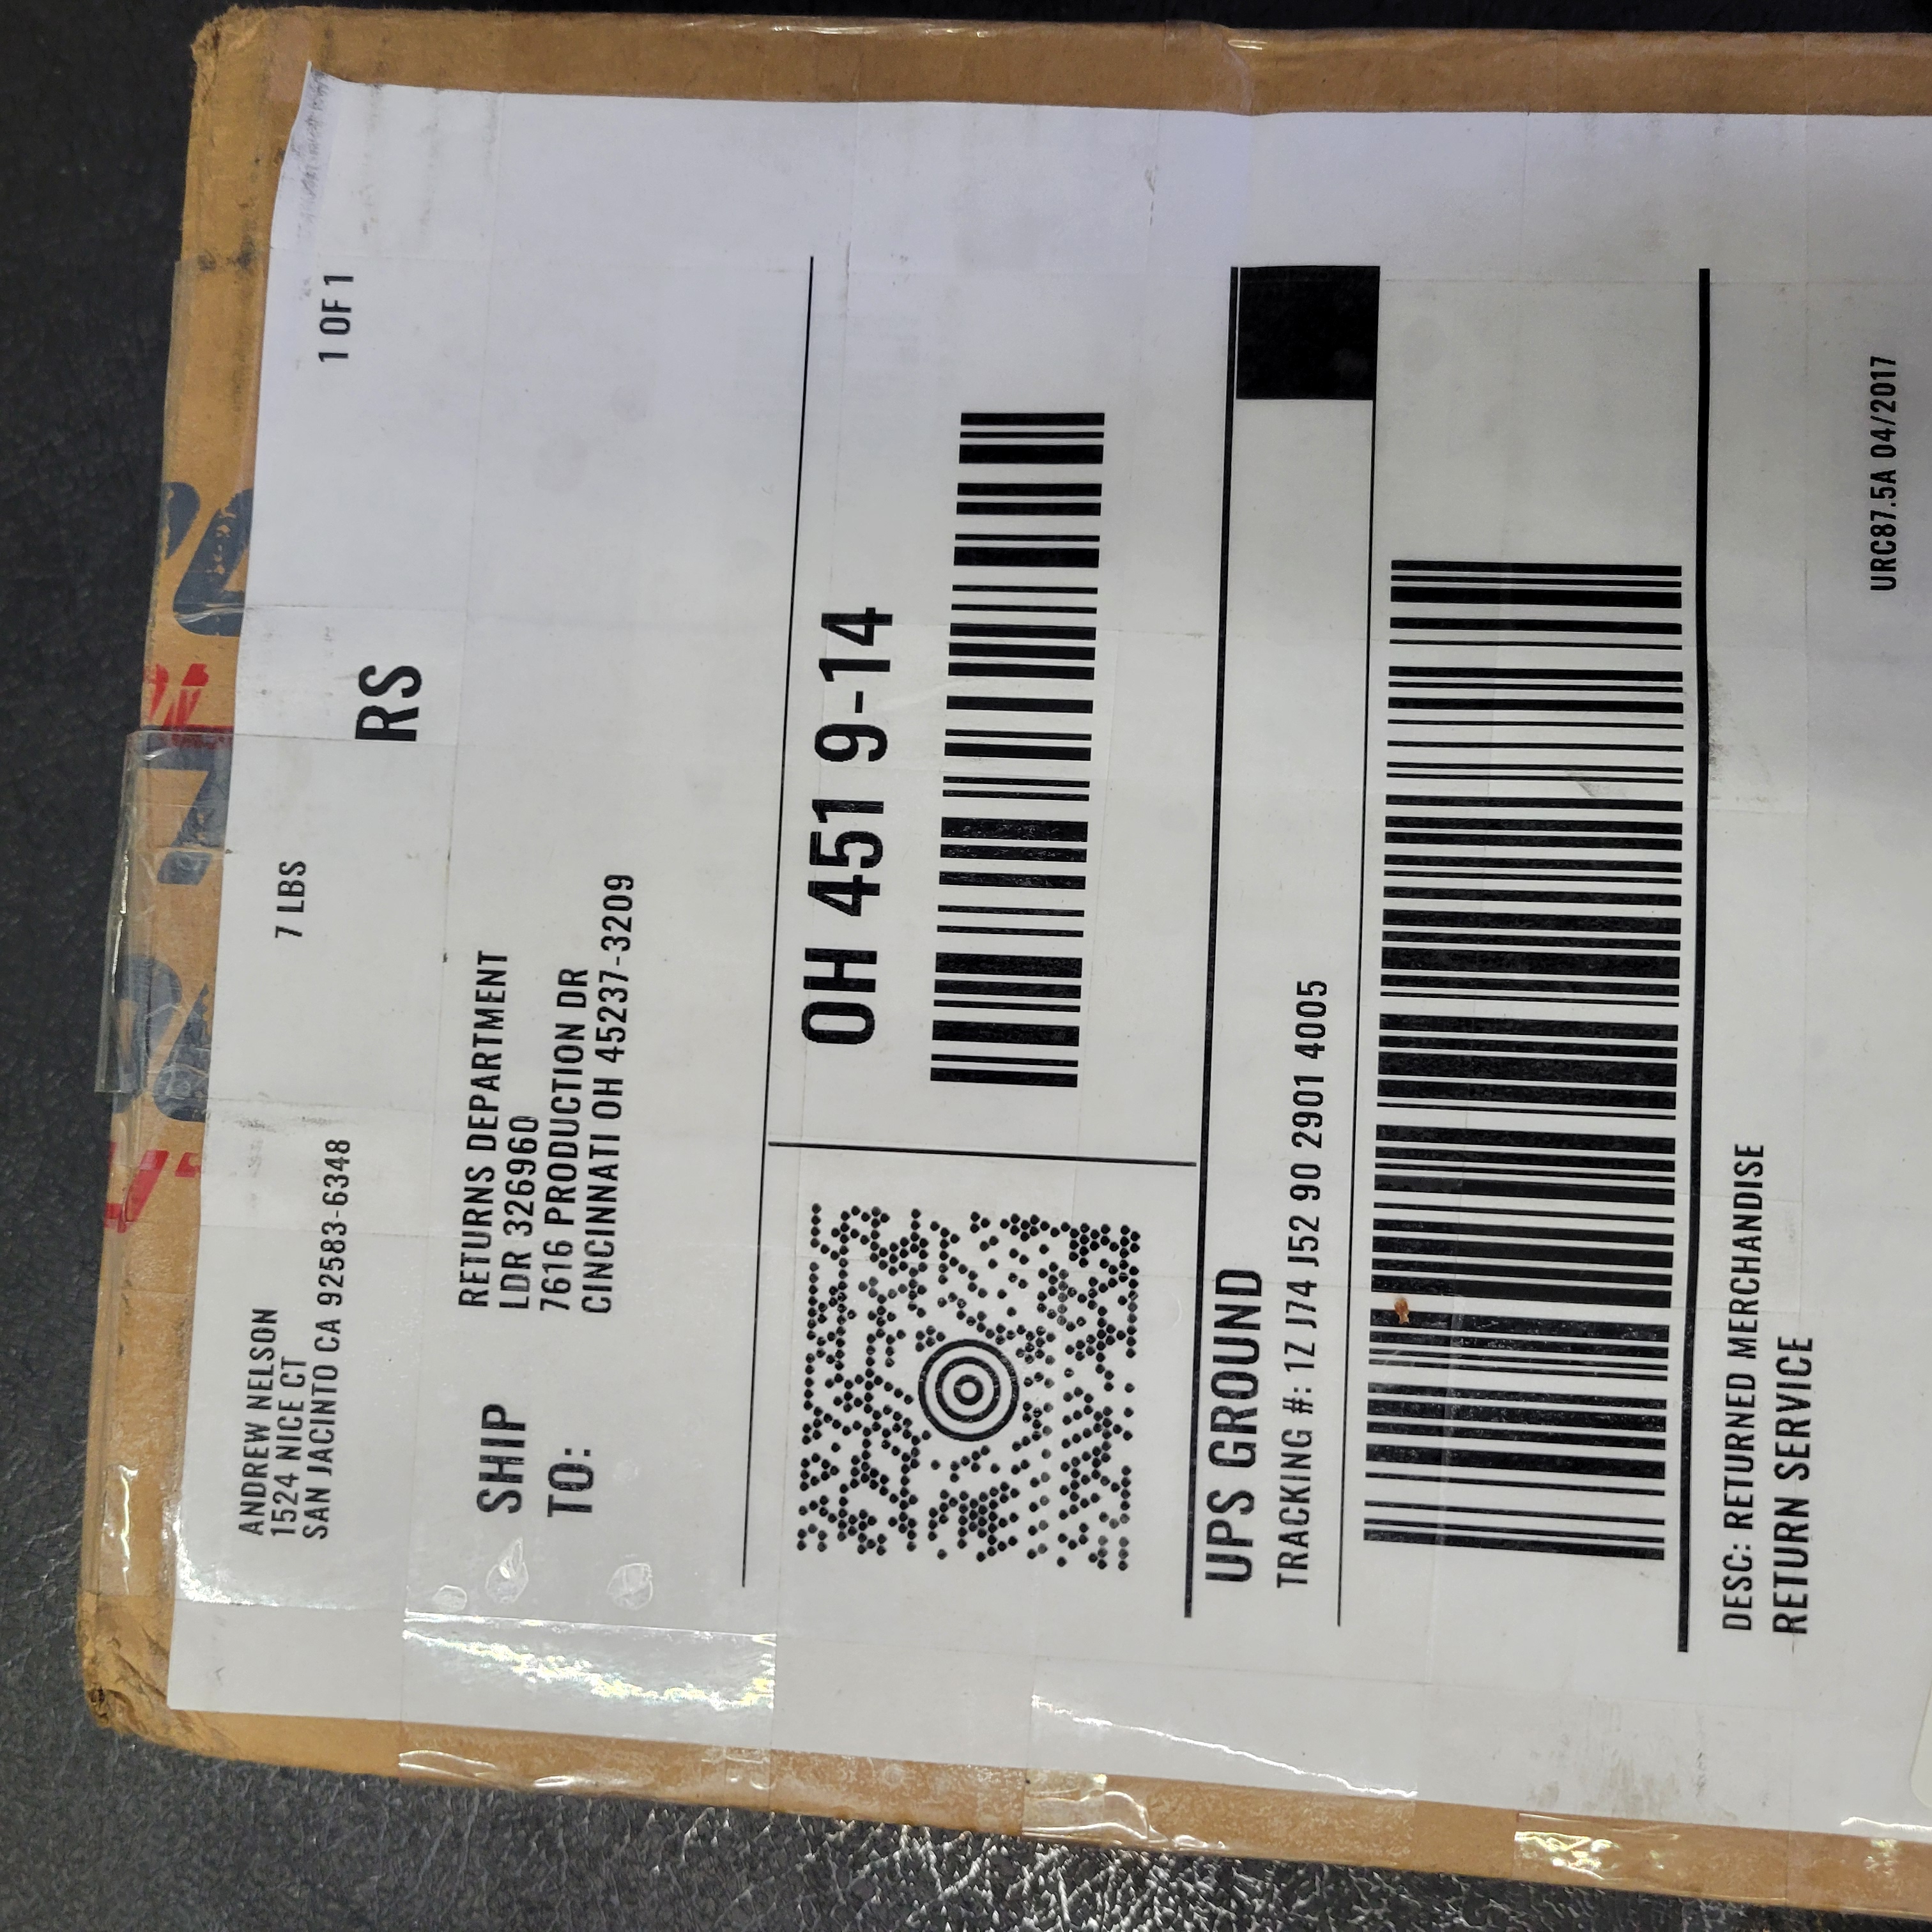 ANDREW NELSON
1524 NICE CT
SAN JACINTO CA 92583-6348
7 LBS
1 OF 1
RS
SHIP
TO:
RETURNS DEPARTMENT
LDR 326960
7616 PRODUCTION DR
CINCINNATI OH 45237-3209
OH 451 9-14
UPS GROUND
TRACKING #: 1Z J74 J52 90 2901 4005
DESC: RETURNED MERCHANDISE
RETURN SERVICE
URC87.5A 04/2017